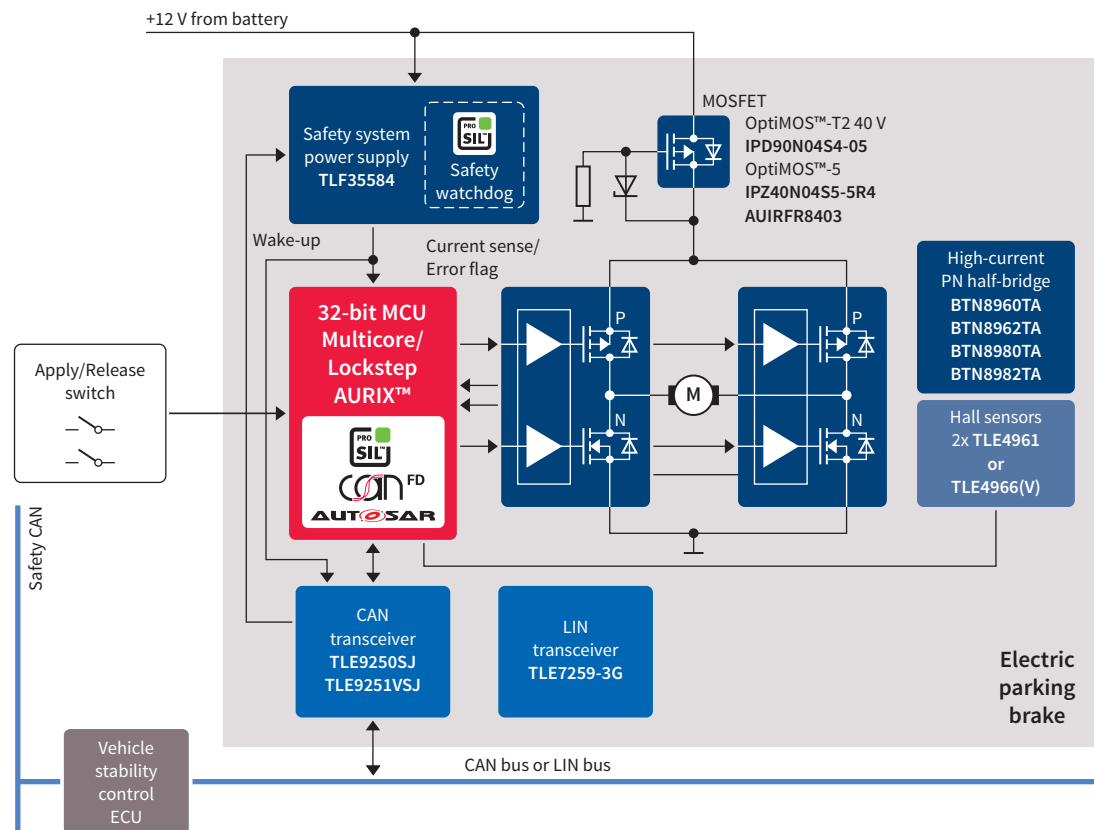 +12 V from battery
MOSFET
OptiMOS™-T2 40 V
IPD90N04S4-05
OptiMOS™-5
IPZ40N04S5-5R4
AUIRFR8403
Safety system
power supply
TLF35584
PRO
SIL™
Safety
watchdog
Wake-up
Current sense/
Error flag
High-current
PN half-bridge
BTN8960TA
BTN8962TA
BTN8980TA
BTN8982TA
32-bit MCU
Multicore/
Lockstep
AURIX™
PRO
SIL™
CAN FD
AUTOSAR
P
N
M
P
N
Apply/Release
switch
Hall sensors
2x TLE4961
or
TLE4966(V)
Safety CAN
CAN
transceiver
TLE9250SJ
TLE9251VSJ
LIN
transceiver
TLE7259-3G
Electric
parking
brake
Vehicle
stability
control
ECU
CAN bus or LIN bus